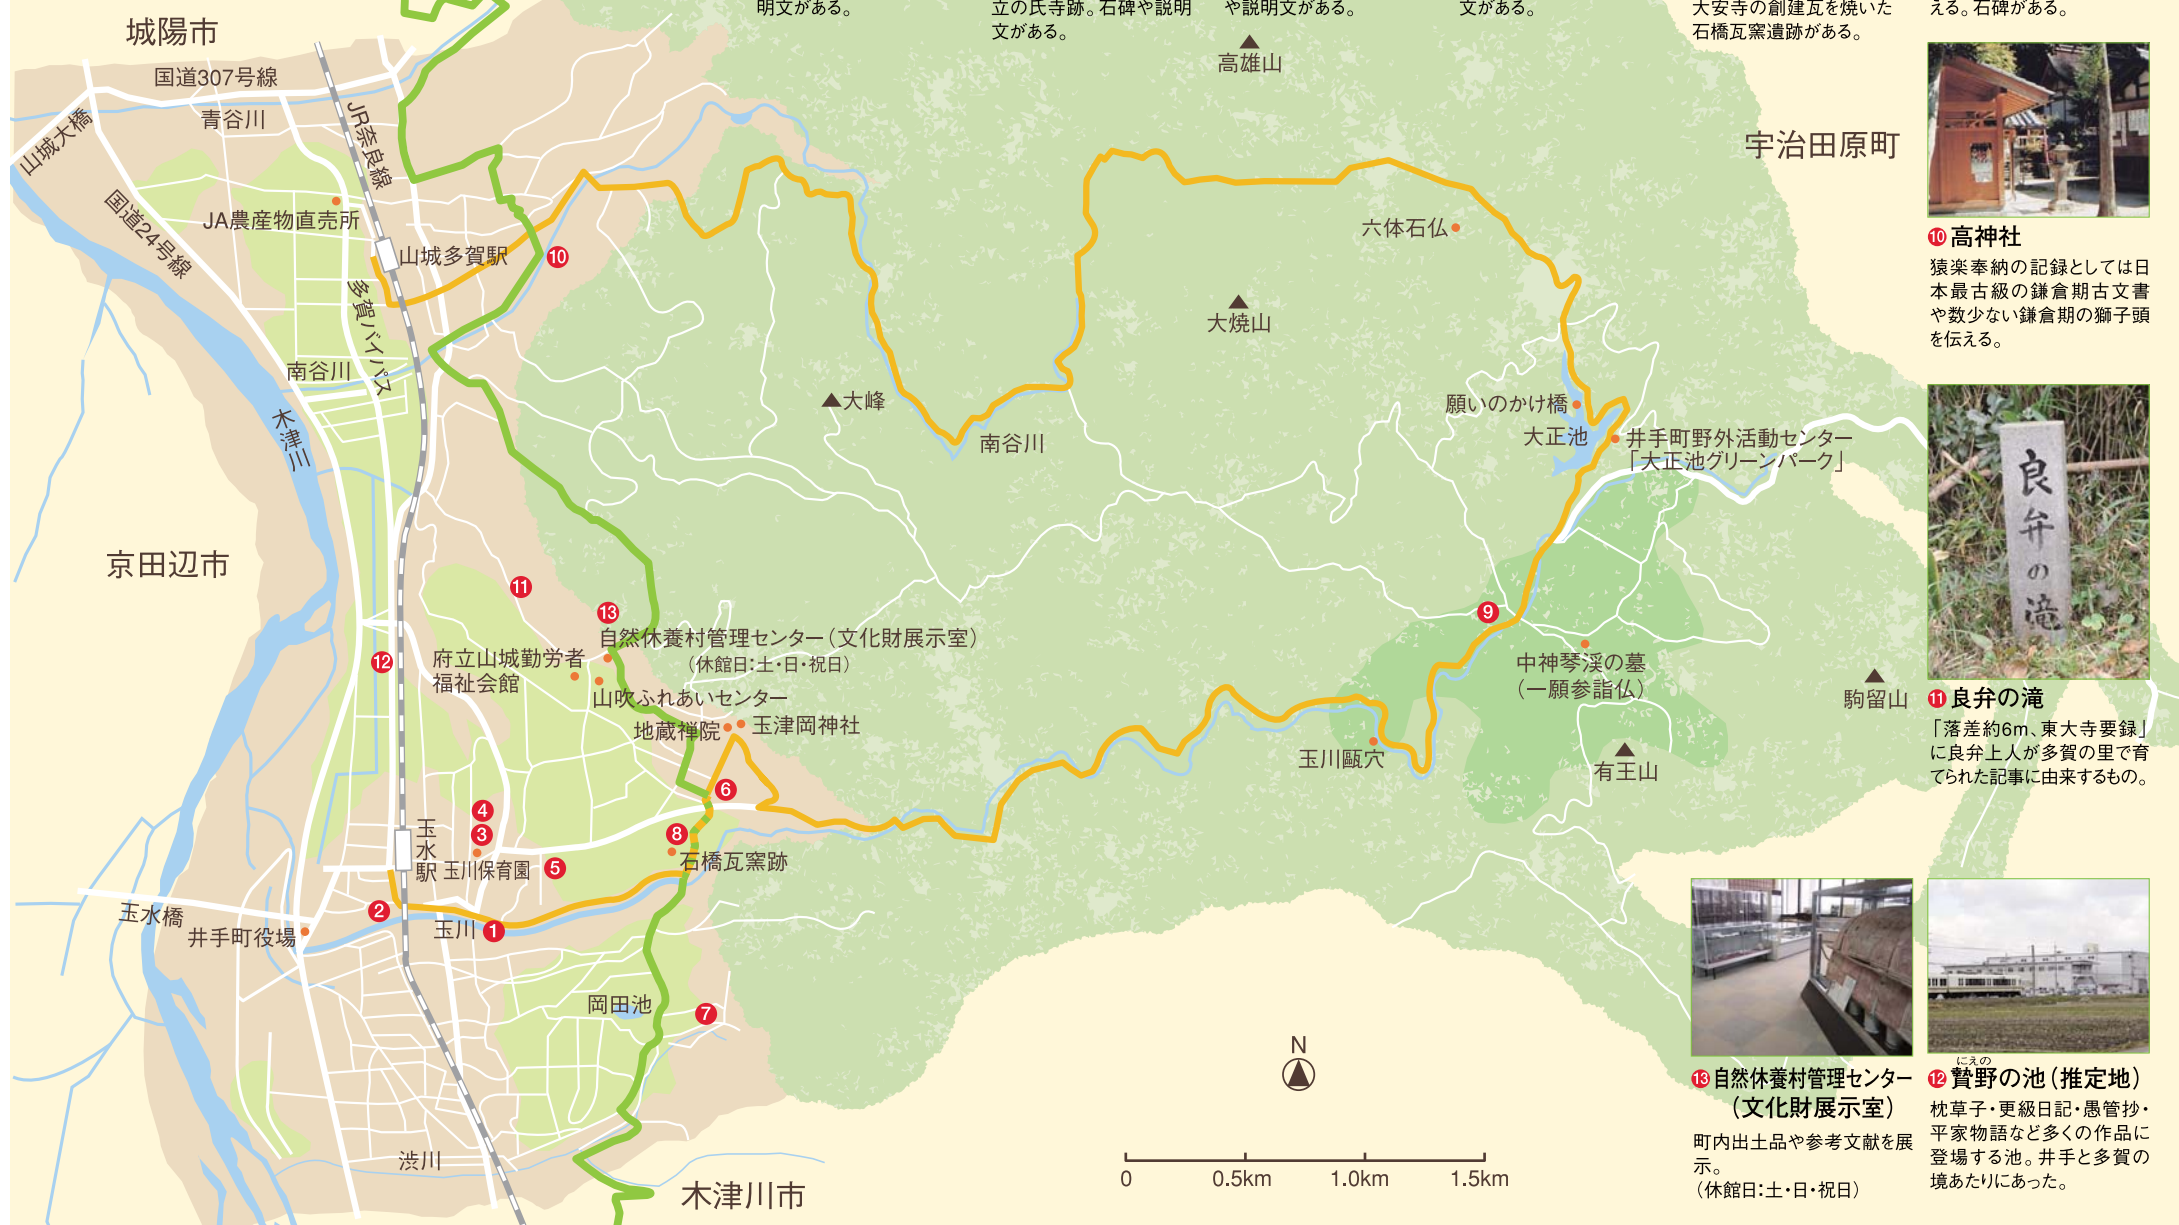 明文がある。
立の氏寺跡。石碑や説明
文がある。
や説明文がある。
文がある。
大安寺の創建瓦を焼いた
石橋瓦窯遺跡がある。
える。石碑がある。
城陽市
国道307号線
青谷川
山城大橋
JR奈良線
国道24号線
JA農産物直売所
山城多賀駅
多賀バイパス
⑩
高雄山
宇治田原町
六体石仏
大焼山
南谷川
木津川
大峰
南谷川
願いのかけ橋
大正池
井手町野外活動センター
「大正池グリーンパーク」
京田辺市
⑪
⑬
自然休養村管理センター(文化財展示室)
(休館日:土・日・祝日)
⑫
府立山城勤労者
福祉会館
山吹ふれあいセンター
地蔵禅院
玉津岡神社
⑨
中神琴渓の墓
(一願参詣仏)
駒留山
玉川甌穴
有王山
⑥
④
③
⑧
玉水駅
玉川保育園
⑤
石橋瓦窯跡
②
玉水橋
井手町役場
玉川
①
岡田池
⑦
渋川
木津川市
N
0
0.5km
1.0km
1.5km
⑩高神社
猿楽奉納の記録としては日
本最古級の鎌倉期古文書
や数少ない鎌倉期の獅子頭
を伝える。
良弁の滝
⑪良弁の滝
「落差約6m、東大寺要録」
に良弁上人が多賀の里で育
てられた記事に由来するもの。
⑬自然休養村管理センター
(文化財展示室)
町内出土品や参考文献を展
示。
(休館日:土・日・祝日)
にえの
⑫贄野の池(推定地)
枕草子・更級日記・愚管抄・
平家物語など多くの作品に
登場する池。井手と多賀の
境あたりにあった。